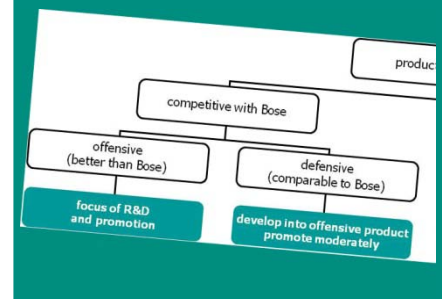 produc
competitive with Bose
offensive
(better than Bose)
defensive
(comparable to Bose)
focus of R&D
and promotion
develop into offensive product
promote moderately